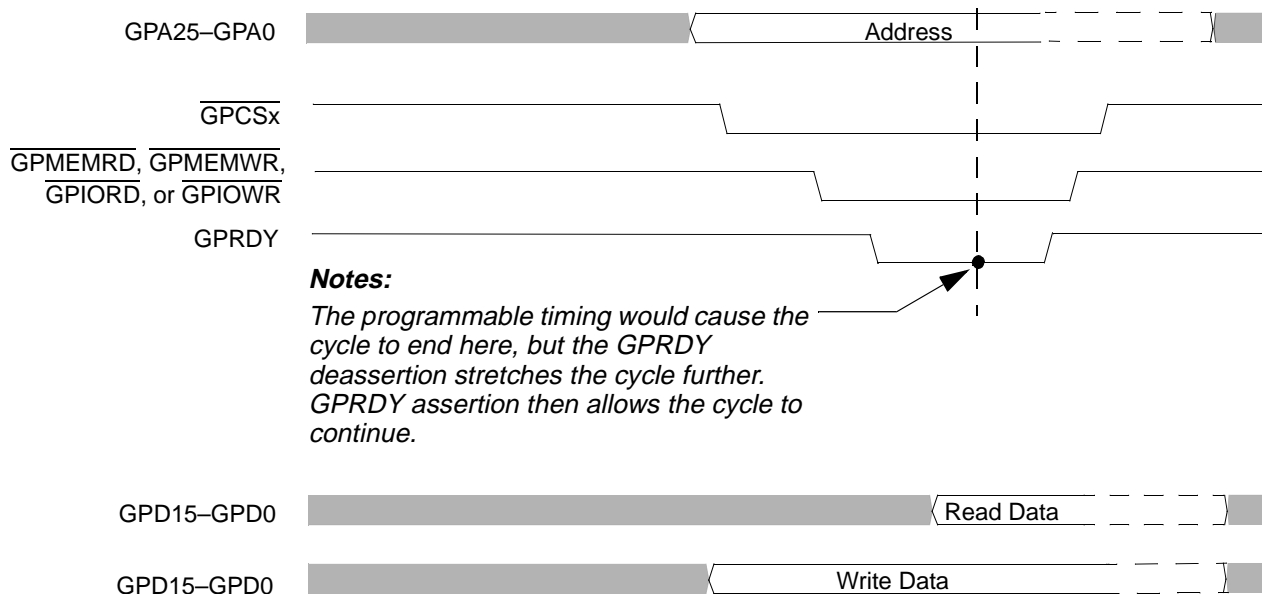 GPA25–GPA0
Address
GPCSx
GPMEMRD, GPMEMWR,
GPIORD, or GPIOWR
GPRDY
Notes:
The programmable timing would cause the
cycle to end here, but the GPRDY
deassertion stretches the cycle further.
GPRDY assertion then allows the cycle to
continue.
GPD15–GPD0
Read Data
GPD15–GPD0
Write Data